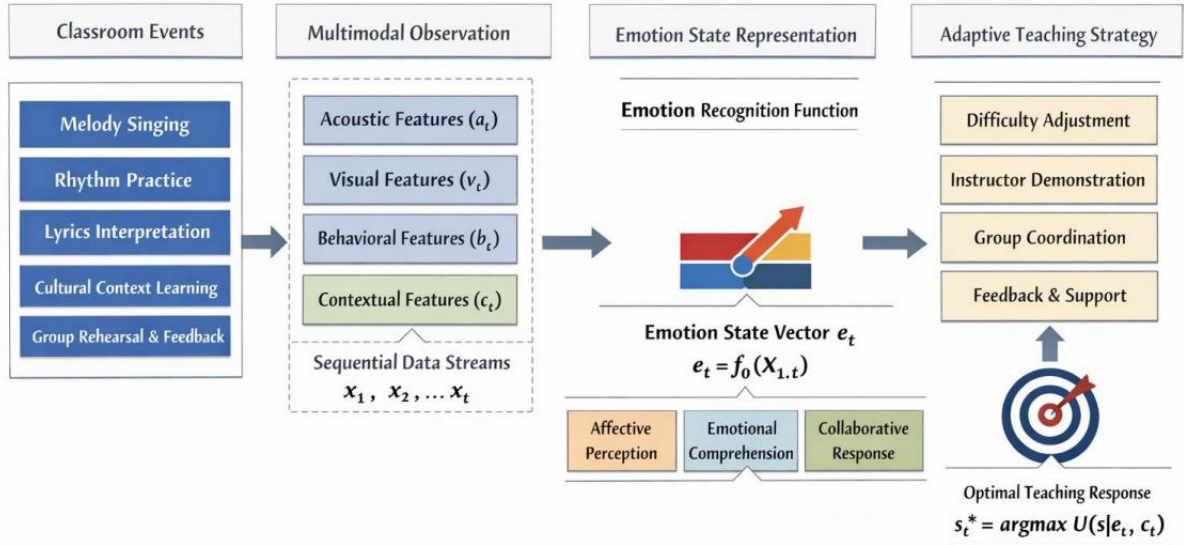 Classroom Events
Melody Singing
Rhythm Practice
Lyrics Interpretation
Cultural Context Learning
Group Rehearsal & Feedback
Multimodal Observation
Acoustic Features (a_t)
Visual Features (v_t)
Behavioral Features (b_t)
Contextual Features (c_t)
Sequential Data Streams
x_1 , x_2 , ... x_t
Emotion State Representation
Emotion Recognition Function
Emotion State Vector e_t
e_t = f_0 (X_{1.t})
Affective
Perception
Emotional
Comprehension
Collaborative
Response
Adaptive Teaching Strategy
Difficulty Adjustment
Instructor Demonstration
Group Coordination
Feedback & Support
Optimal Teaching Response
s_t^* = argmax U(s|e_t, c_t)